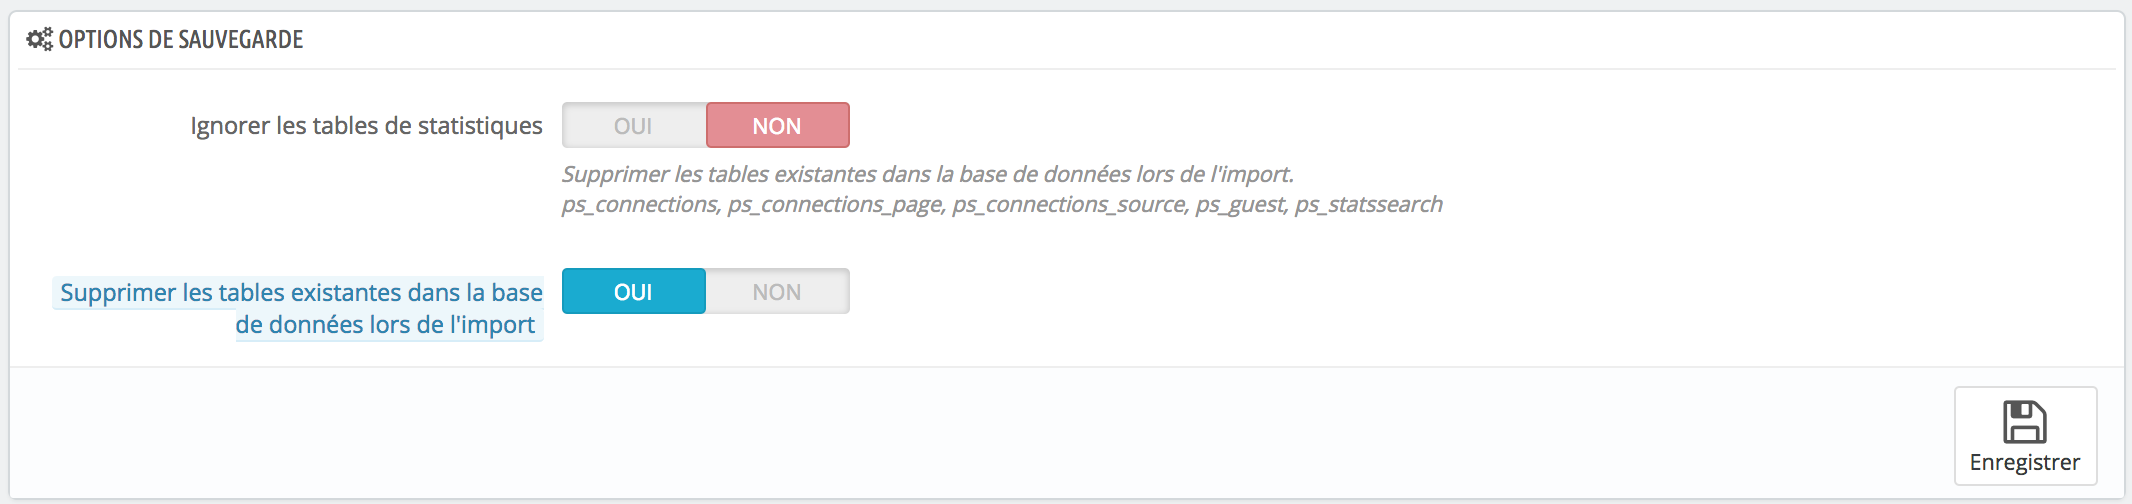 OPTIONS DE SAUVEGARDE
Ignorer les tables de statistiques
OUI
NON
Supprimer les tables existantes dans la base de données lors de l'import.
ps_connections, ps_connections_page, ps_connections_source, ps_guest, ps_statssearch
Supprimer les tables existantes dans la base
de données lors de l'import
OUI
NON
Enregistrer